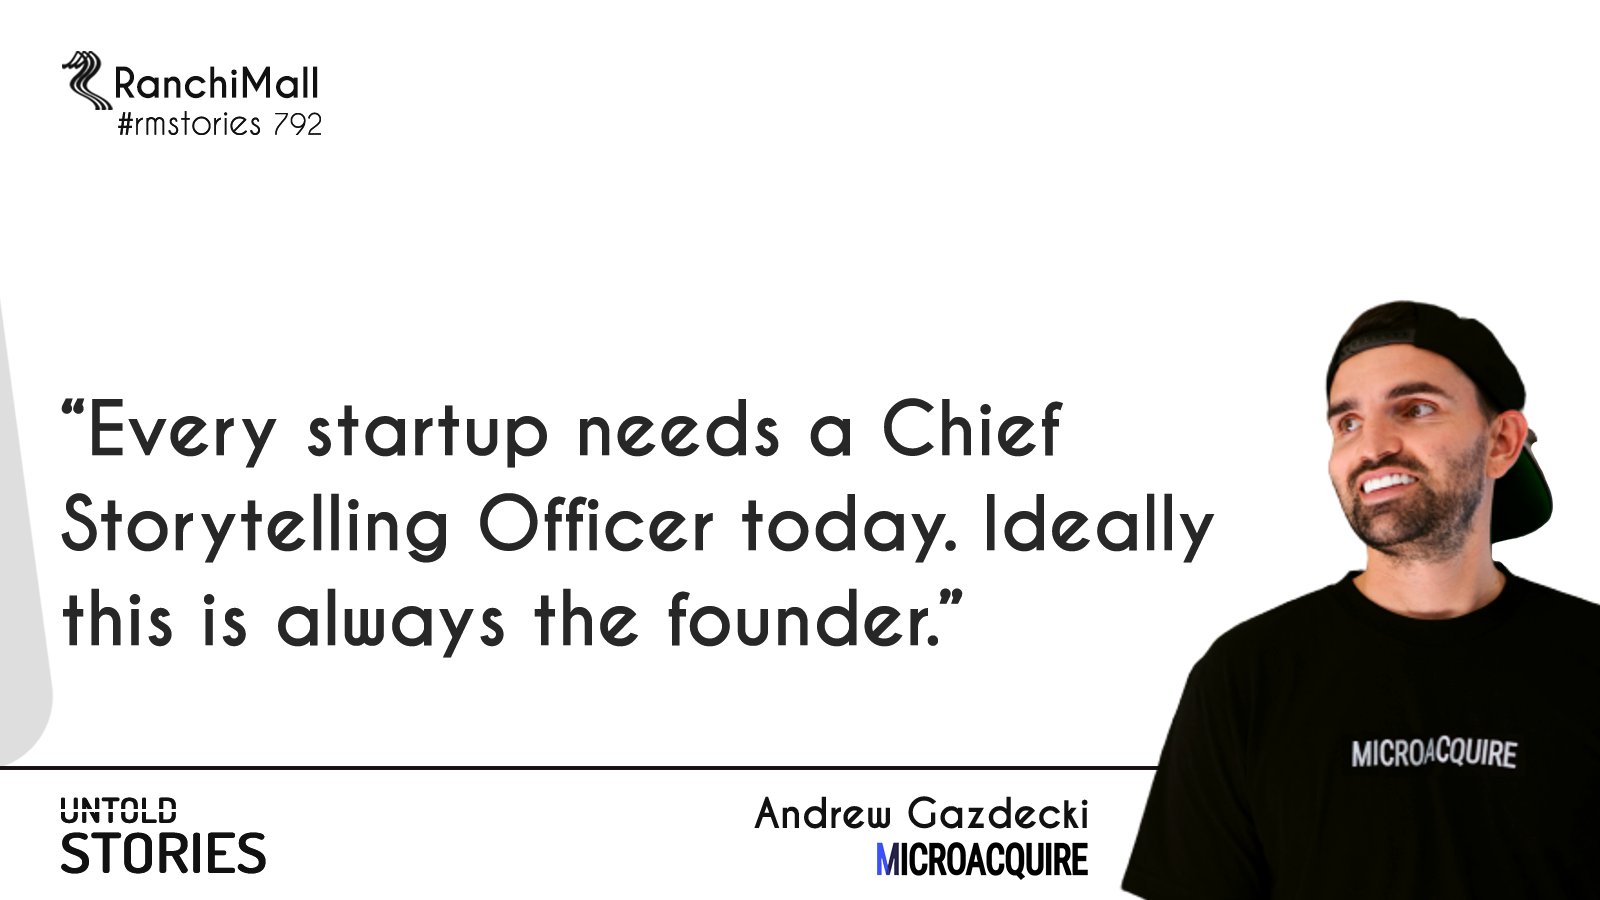 RanchiMall
#rmstories 792
“Every startup needs a Chief
Storytelling Officer today. Ideally
this is always the founder.”
MICROACQUIRE
UNTOLD
STORIES
Andrew Gazdecki
MICROACQUIRE